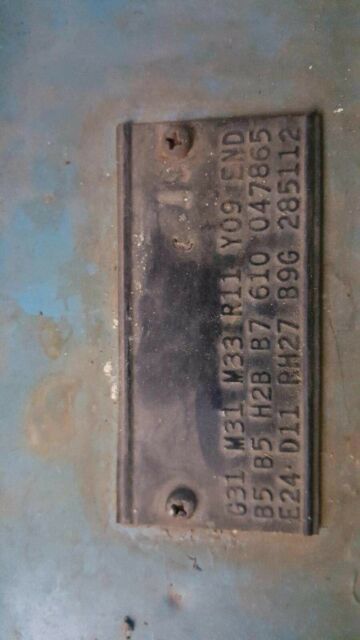 G31 M31 M33 R11 Y09 END
B5 B5 H2B B7 610 047865
E24 D11 RH27 B9G 285112